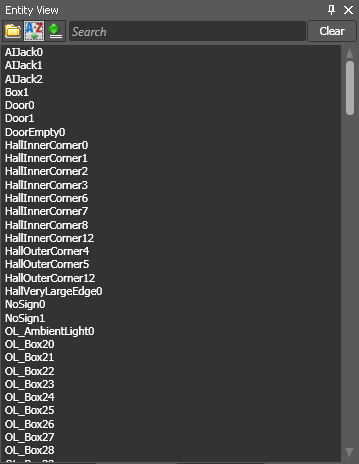 Entity View
A-Z
Search
Clear
AIJack0
AIJack1
AIJack2
Box1
Door0
Door1
DoorEmpty0
HallInnerCorner0
HallInnerCorner1
HallInnerCorner2
HallInnerCorner3
HallInnerCorner6
HallInnerCorner7
HallInnerCorner8
HallInnerCorner12
HallOuterCorner4
HallOuterCorner5
HallOuterCorner12
HallVeryLargeEdge0
NoSign0
NoSign1
OL_AmbientLight0
OL_Box20
OL_Box21
OL_Box22
OL_Box23
OL_Box24
OL_Box25
OL_Box26
OL_Box27
OL_Box28